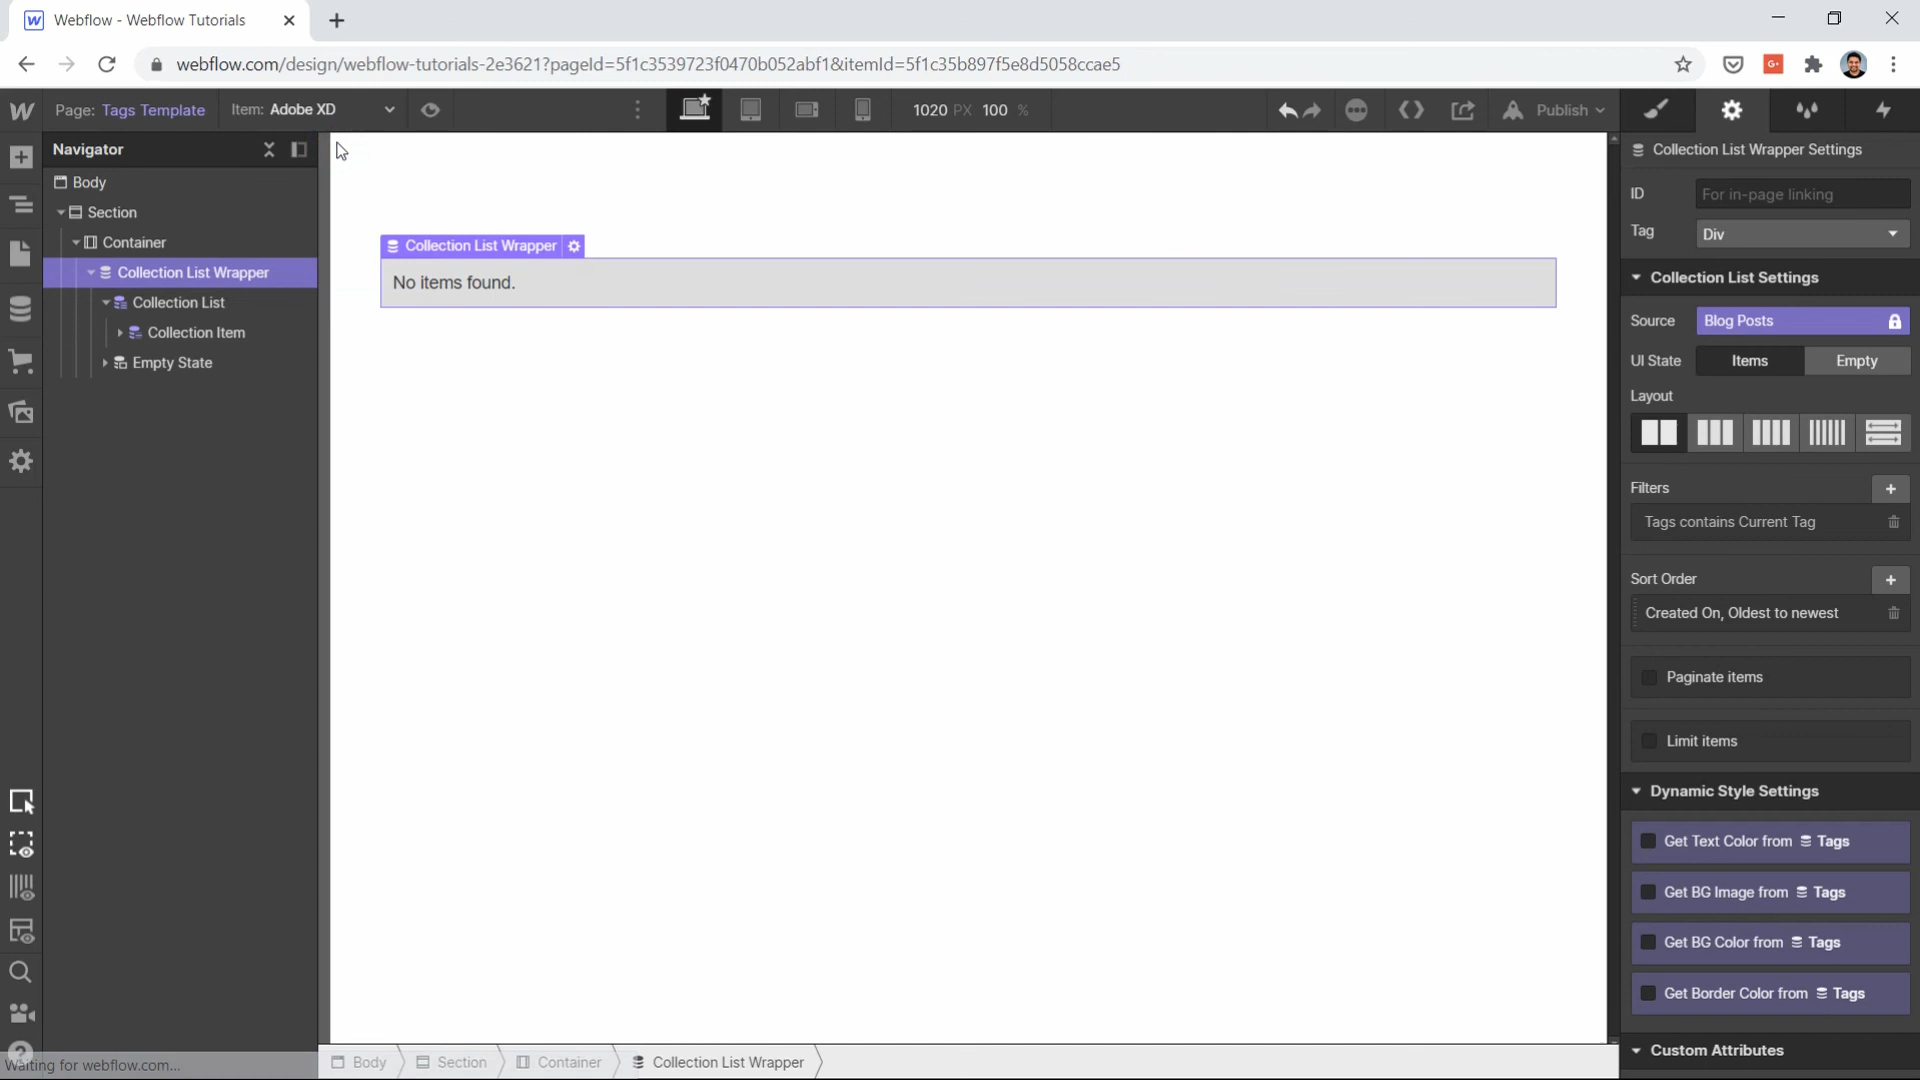 Webflow - Webflow Tutorials
webflow.com/design/webflow-tutorials-2e3621?pageId=5f1c3539723f0470b052abf1&itemId=5f1c35b897f5e8d5058ccae5
Page: Tags Template
Item: Adobe XD
1020 PX 100 %
Publish
Navigator
Body
Section
Container
Collection List Wrapper
Collection List
Collection Item
Empty State
Collection List Wrapper
No items found.
Collection List Wrapper Settings
ID For in-page linking
Tag Div
Collection List Settings
Source Blog Posts
UI State Items Empty
Layout
Filters
Tags contains Current Tag
Sort Order
Created On, Oldest to newest
Paginate items
Limit items
Dynamic Style Settings
Get Text Color from Tags
Get BG Image from Tags
Get BG Color from Tags
Get Border Color from Tags
Custom Attributes
Waiting for webflow.com...
Body Section Container Collection List Wrapper